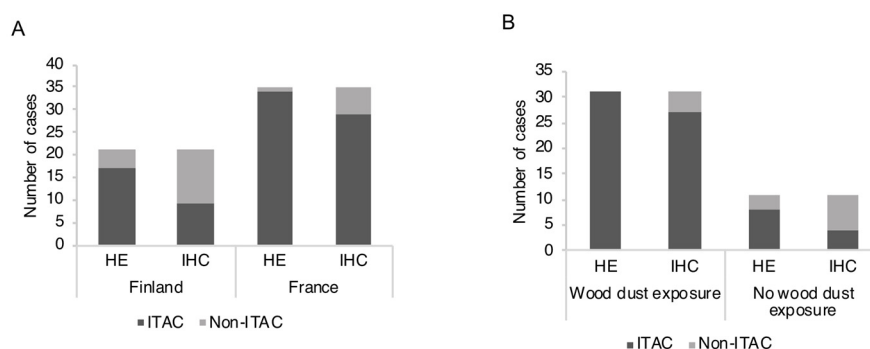 A
Number of cases
40
35
30
25
20
15
10
5
0
HE IHC HE IHC
Finland France
ITAC Non-ITAC
B
Number of cases
35
30
25
20
15
10
5
0
HE IHC HE IHC
Wood dust exposure No wood dust
exposure
ITAC Non-ITAC